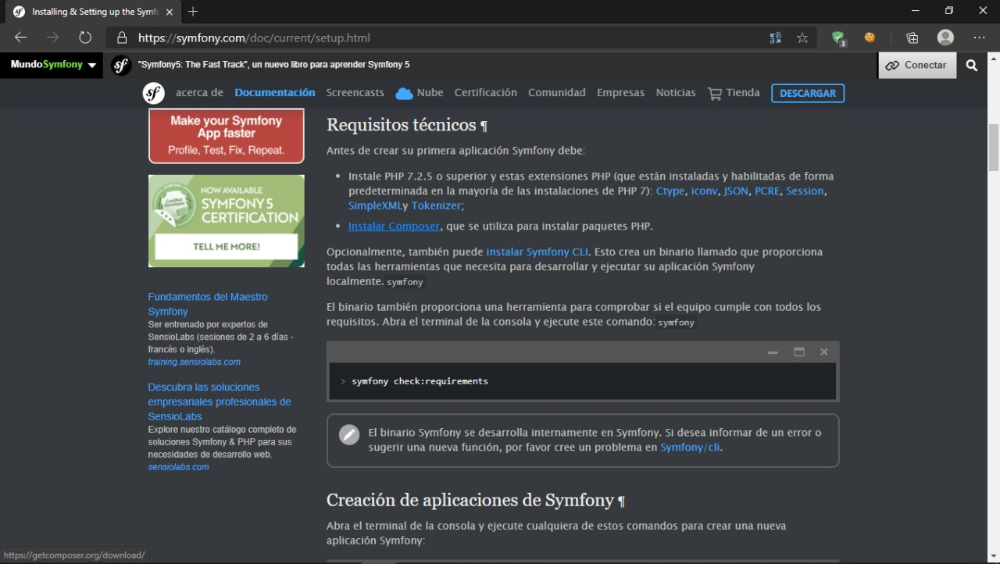 Installing & Setting up the Symf
https://symfony.com/doc/current/setup.html
3
MundoSymfony
"Symfony5: The Fast Track", un nuevo libro para aprender Symfony 5
Conectar
acerca de Documentación Screencasts Nube Certificación Comunidad Empresas Noticias Tienda DESCARGAR
Make your Symfony
App faster
Profile, Test, Fix, Repeat.
NOW AVAILABLE
SYMFONY 5
CERTIFICATION
TELL ME MORE!
Fundamentos del Maestro
Symfony
Ser entrenado por expertos de
SensioLabs (sesiones de 2 a 6 días -
francés o inglés).
training.sensiolabs.com
Descubra las soluciones
empresariales profesionales de
SensioLabs
Explore nuestro catálogo completo de
soluciones Symfony & PHP para sus
necesidades de desarrollo web.
sensiolabs.com
Requisitos técnicos ¶
Antes de crear su primera aplicación Symfony debe:
• Instale PHP 7.2.5 o superior y estas extensiones PHP (que están instaladas y habilitadas de forma
predeterminada en la mayoría de las instalaciones de PHP 7): Ctype, iconv, JSON, PCRE, Session,
SimpleXMLy Tokenizer;
• Instalar Composer, que se utiliza para instalar paquetes PHP.
Opcionalmente, también puede instalar Symfony CLI. Esto crea un binario llamado que proporciona
todas las herramientas que necesita para desarrollar y ejecutar su aplicación Symfony
localmente. symfony
El binario también proporciona una herramienta para comprobar si el equipo cumple con todos los
requisitos. Abra el terminal de la consola y ejecute este comando: symfony
> symfony check:requirements
El binario Symfony se desarrolla internamente en Symfony. Si desea informar de un error o
sugerir una nueva función, por favor cree un problema en Symfony/cli.
Creación de aplicaciones de Symfony ¶
Abra el terminal de la consola y ejecute cualquiera de estos comandos para crear una nueva
aplicación Symfony:
https://getcomposer.org/download/